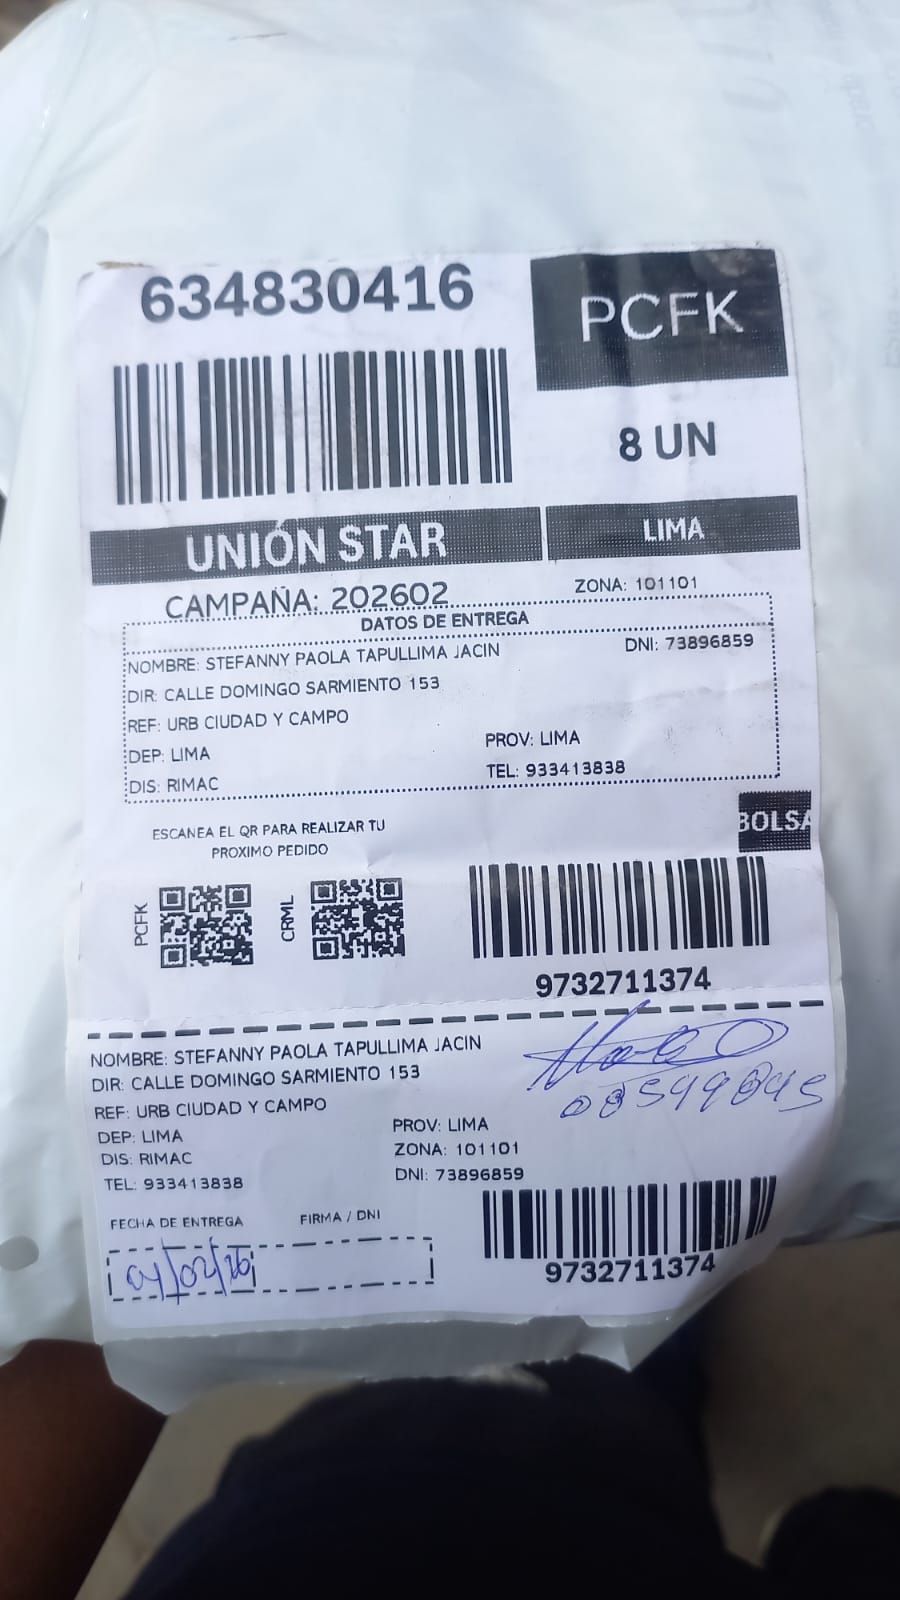 634830416
PCFK
8 UN
UNIÓN STAR
LIMA
CAMPAÑA: 202602
ZONA: 101101
DATOS DE ENTREGA
NOMBRE: STEFANNY PAOLA TAPULLIMA JACIN
DNI: 73896859
DIR: CALLE DOMINGO SARMIENTO 153
REF: URB CIUDAD Y CAMPO
DEP: LIMA
PROV: LIMA
DIS: RIMAC
TEL: 933413838
BOLSA
ESCANEA EL QR PARA REALIZAR TU
PROXIMO PEDIDO
PCFK
CRML
9732711374
NOMBRE: STEFANNY PAOLA TAPULLIMA JACIN
DIR: CALLE DOMINGO SARMIENTO 153
REF: URB CIUDAD Y CAMPO
DEP: LIMA
PROV: LIMA
DIS: RIMAC
ZONA: 101101
TEL: 933413838
DNI: 73896859
FECHA DE ENTREGA
FIRMA / DNI
04/02/26
9732711374